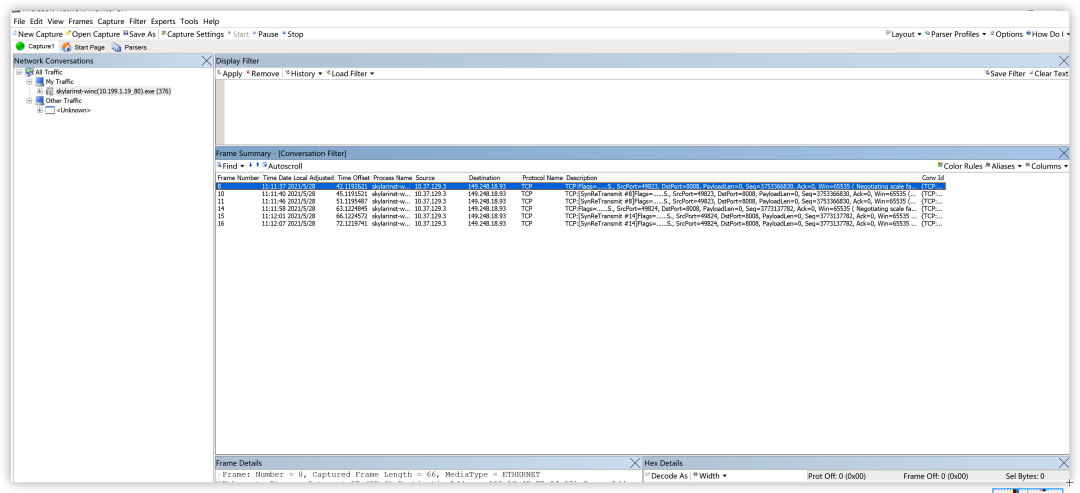 File Edit View Frames Capture Filter Experts Tools Help
New Capture Open Capture Save As Capture Settings Start Pause Stop Layout Parser Profiles Options How Do I
Capture1 Start Page Parsers
Network Conversations
All Traffic
My Traffic
skylarinst-winc(10.199.1.19_80).exe (376)
Other Traffic
<Unknown>
Display Filter
Apply Remove History Load Filter Save Filter Clear Text
Frame Summary - [Conversation Filter]
Find Autoscroll Color Rules Aliases Columns
Frame Number Time Date Local Adjusted Time Offset Process Name Source Destination Protocol Name Description Conv Id
8 11:11:37 2021/5/28 42.1192621 skylarinst-w... 10.37.129.3 149.248.18.93 TCP TCP:Flags=......S., SrcPort=49823, DstPort=8008, PayloadLen=0, Seq=3753366830, Ack=0, Win=65535 ( Negotiating scale fa... {TCP:...
10 11:11:40 2021/5/28 45.1191521 skylarinst-w... 10.37.129.3 149.248.18.93 TCP TCP:[SynReTransmit #8]Flags=......S., SrcPort=49823, DstPort=8008, PayloadLen=0, Seq=3753366830, Ack=0, Win=65535 (... {TCP:...
11 11:11:46 2021/5/28 51.1195487 skylarinst-w... 10.37.129.3 149.248.18.93 TCP TCP:[SynReTransmit #8]Flags=......S., SrcPort=49823, DstPort=8008, PayloadLen=0, Seq=3753366830, Ack=0, Win=65535 (... {TCP:...
14 11:11:58 2021/5/28 63.1224845 skylarinst-w... 10.37.129.3 149.248.18.93 TCP TCP:Flags=......S., SrcPort=49824, DstPort=8008, PayloadLen=0, Seq=3773137782, Ack=0, Win=65535 ( Negotiating scale fa... {TCP:...
15 11:12:01 2021/5/28 66.1224572 skylarinst-w... 10.37.129.3 149.248.18.93 TCP TCP:[SynReTransmit #14]Flags=......S., SrcPort=49824, DstPort=8008, PayloadLen=0, Seq=3773137782, Ack=0, Win=65535 ... {TCP:...
16 11:12:07 2021/5/28 72.1219741 skylarinst-w... 10.37.129.3 149.248.18.93 TCP TCP:[SynReTransmit #14]Flags=......S., SrcPort=49824, DstPort=8008, PayloadLen=0, Seq=3773137782, Ack=0, Win=65535 ... {TCP:...
Frame Details
Frame: Number = 8, Captured Frame Length = 66, MediaType = ETHERNET
Hex Details
Decode As Width Prot Off: 0 (0x00) Frame Off: 0 (0x00) Sel Bytes: 0